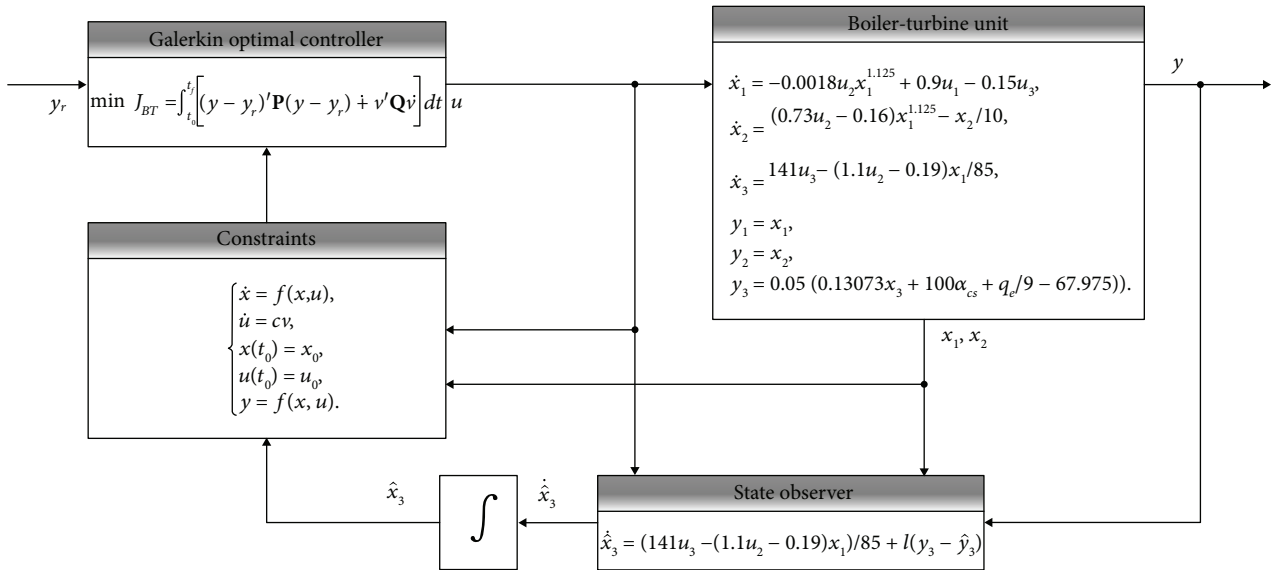 Galerkin optimal controller
y_r
min J_{BT} = ∫_{t_0}^{t_f} [(y − y_r)′P(y − y_r) ∔ v′Qv̇] dt
u
Boiler-turbine unit
ẋ_1 = −0.0018u_2x_1^{1.125} + 0.9u_1 − 0.15u_3,
ẋ_2 = (0.73u_2 − 0.16)x_1^{1.125} − x_2/10,
ẋ_3 = 141u_3 − (1.1u_2 − 0.19)x_1/85,
y_1 = x_1,
y_2 = x_2,
y_3 = 0.05 (0.13073x_3 + 100α_{cs} + q_e/9 − 67.975)).
y
x_1, x_2
Constraints
ẋ = f(x,u),
u̇ = cv,
x(t_0) = x_0,
u(t_0) = u_0,
y = f(x, u).
x̂_3
∫
x̂̇_3
State observer
x̂̇_3 = (141u_3 −(1.1u_2 − 0.19)x_1)/85 + l(y_3 − ŷ_3)